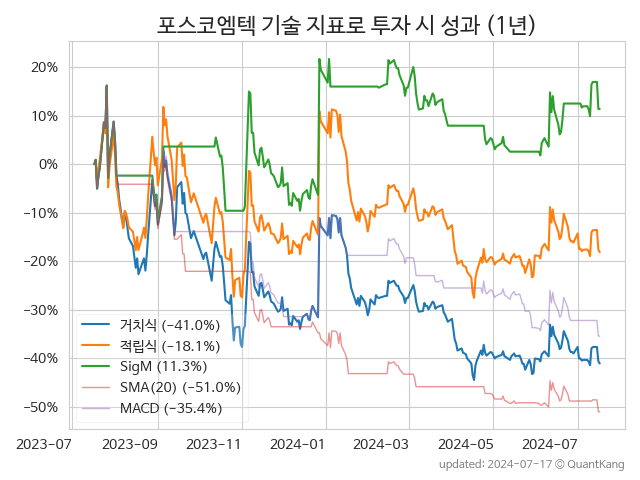 포스코엠텍 기술 지표로 투자 시 성과 (1년)
20%
10%
0%
−10%
−20%
−30%
−40%
−50%
거치식 (−41.0%)
적립식 (−18.1%)
SigM (11.3%)
SMA(20) (−51.0%)
MACD (−35.4%)
2023-07
2023-09
2023-11
2024-01
2024-03
2024-05
2024-07
updated: 2024-07-17 © QuantKang